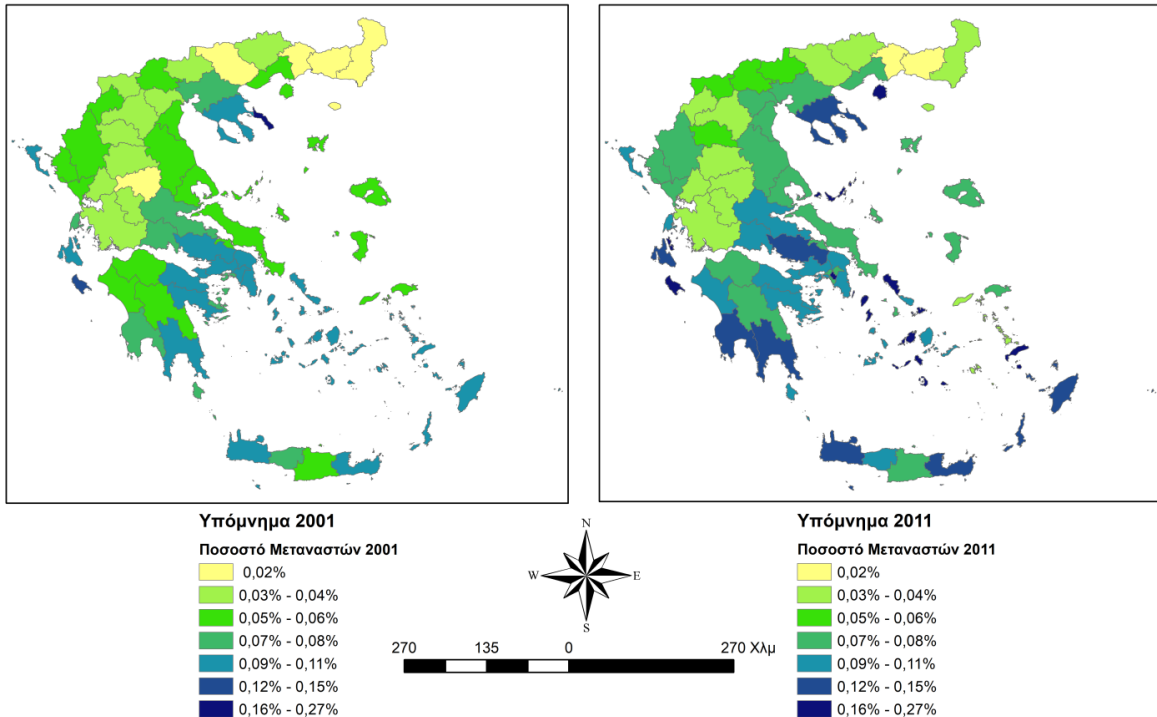 Υπόμνημα 2001
Ποσοστό Μεταναστών 2001
0,02%
0,03% - 0,04%
0,05% - 0,06%
0,07% - 0,08%
0,09% - 0,11%
0,12% - 0,15%
0,16% - 0,27%
N
W
E
S
270
135
0
270 Χλμ
Υπόμνημα 2011
Ποσοστό Μεταναστών 2011
0,02%
0,03% - 0,04%
0,05% - 0,06%
0,07% - 0,08%
0,09% - 0,11%
0,12% - 0,15%
0,16% - 0,27%